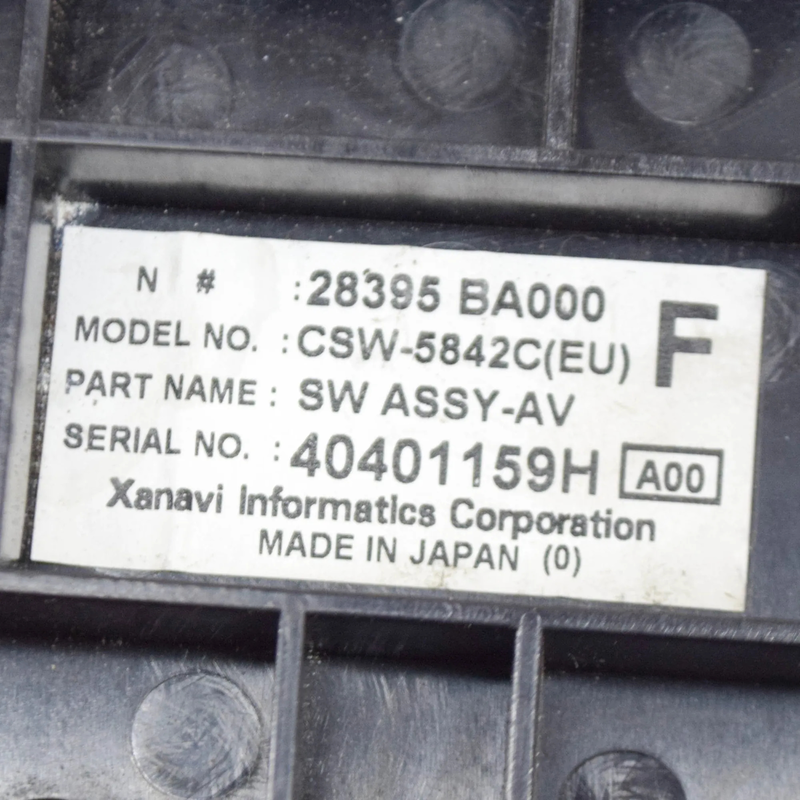 N # : 28395 BA000 F
MODEL NO. : CSW-5842C(EU)
PART NAME : SW ASSY-AV
SERIAL NO. : 40401159H A00
Xanavi Informatics Corporation
MADE IN JAPAN (0)